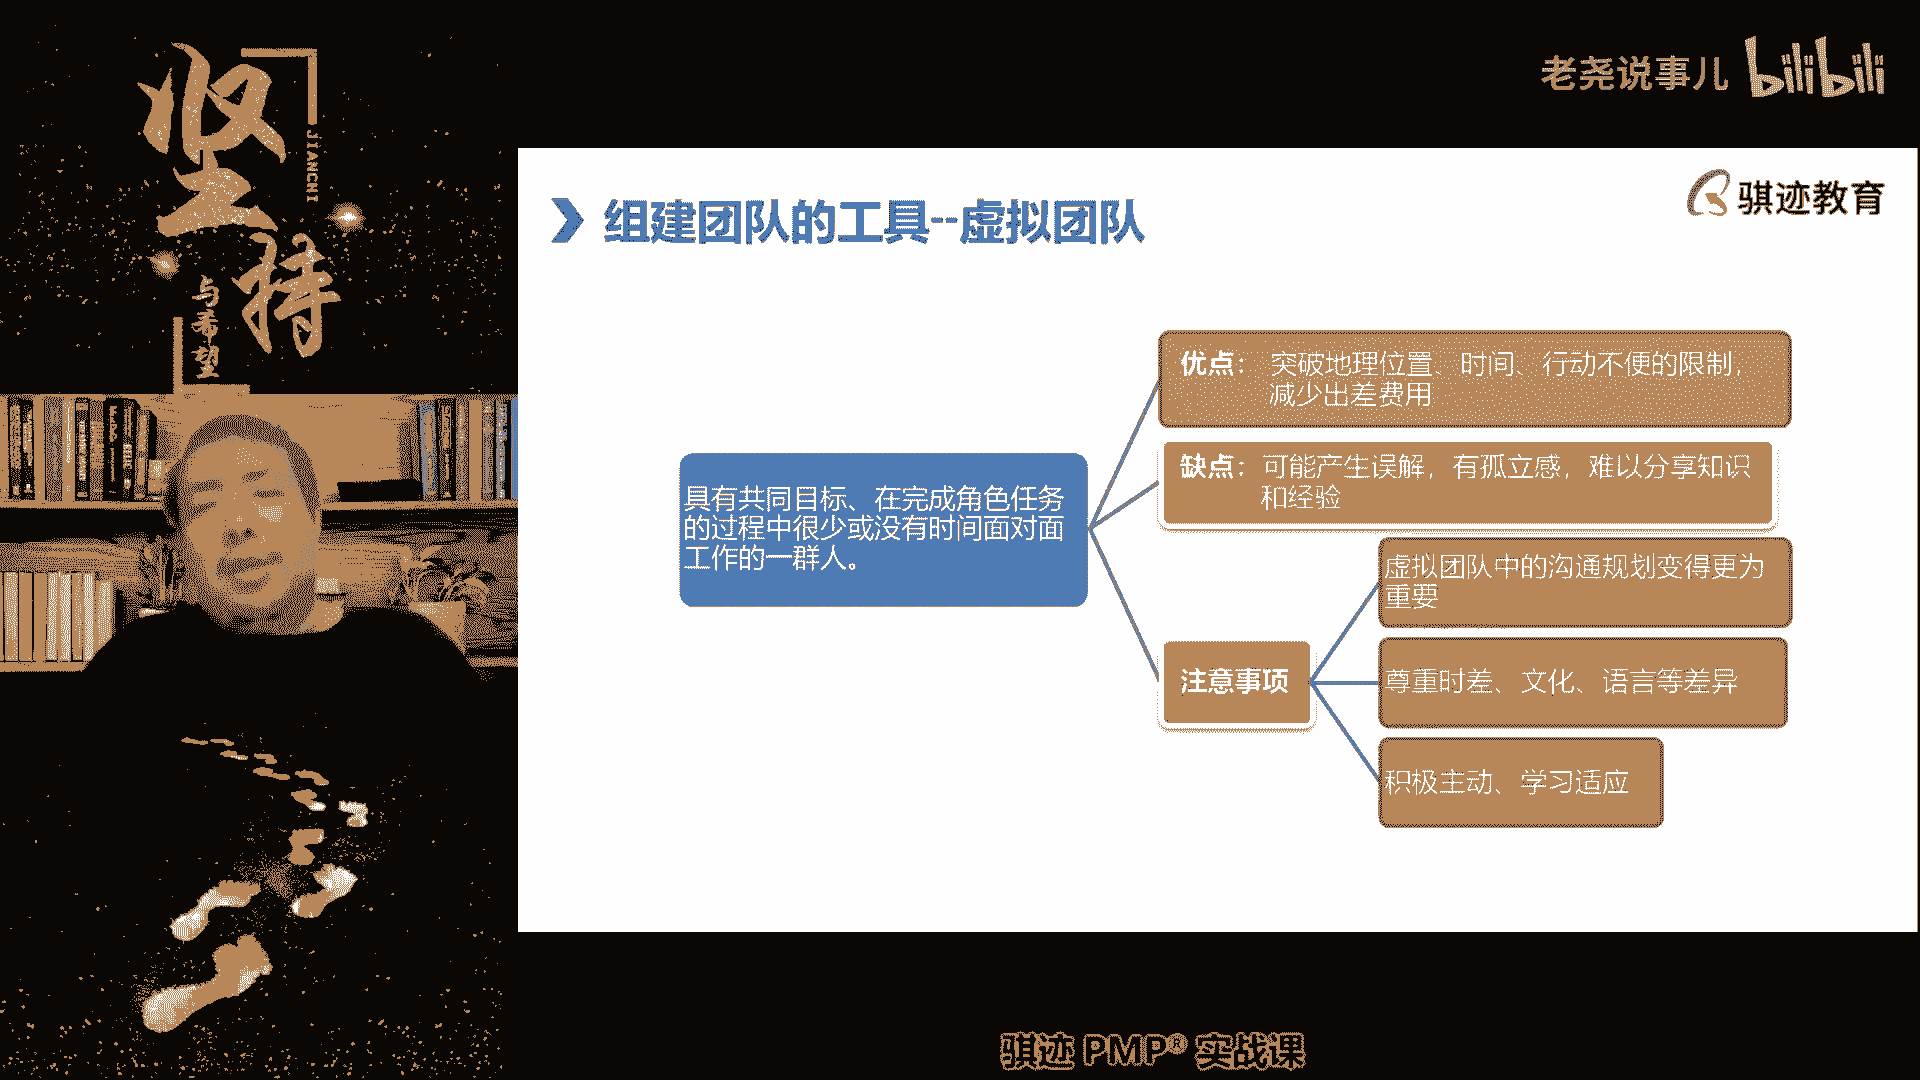 坚持
JIANCHI
与希望
老尧说事儿 bilibili
骐迹教育
组建团队的工具--虚拟团队
具有共同目标、在完成角色任务
的过程中很少或没有时间面对面
工作的一群人。
优点： 突破地理位置、时间、行动不便的限制，
减少出差费用
缺点：可能产生误解，有孤立感，难以分享知识
和经验
注意事项
虚拟团队中的沟通规划变得更为
重要
尊重时差、文化、语言等差异
积极主动、学习适应
骐迹 PMP® 实战课